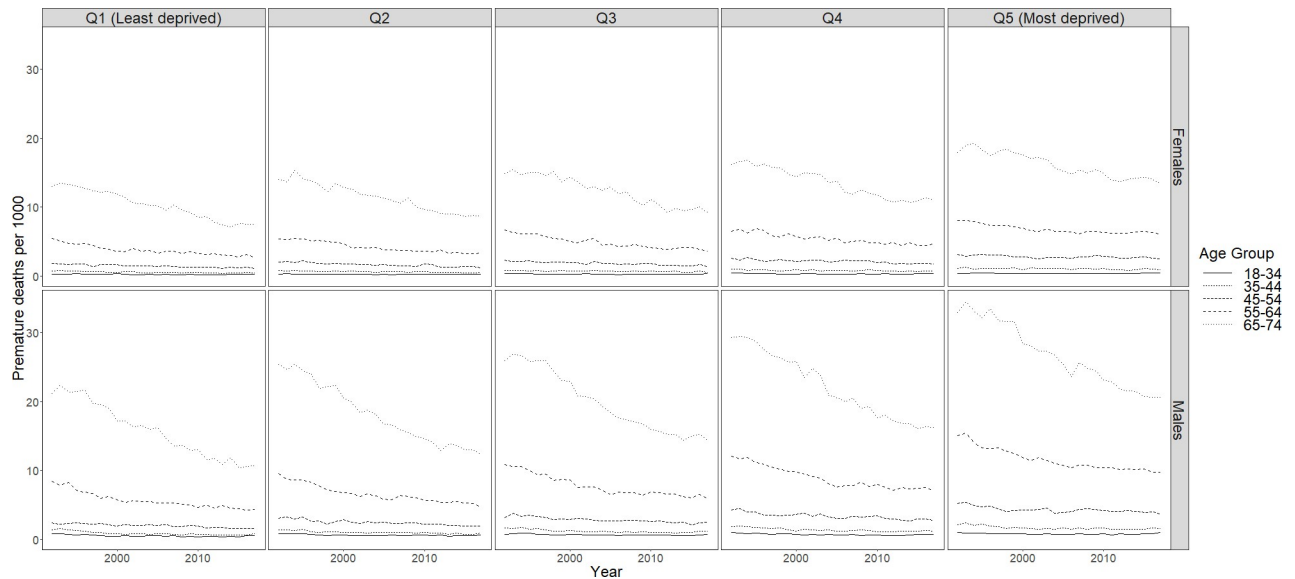 Q1 (Least deprived) Q2 Q3 Q4 Q5 (Most deprived)
Premature deaths per 1000
30
20
10
0
Females
30
20
10
0
Males
2000 2010 2000 2010 2000 2010 2000 2010 2000 2010
Year
Age Group
18-34
35-44
45-54
55-64
65-74